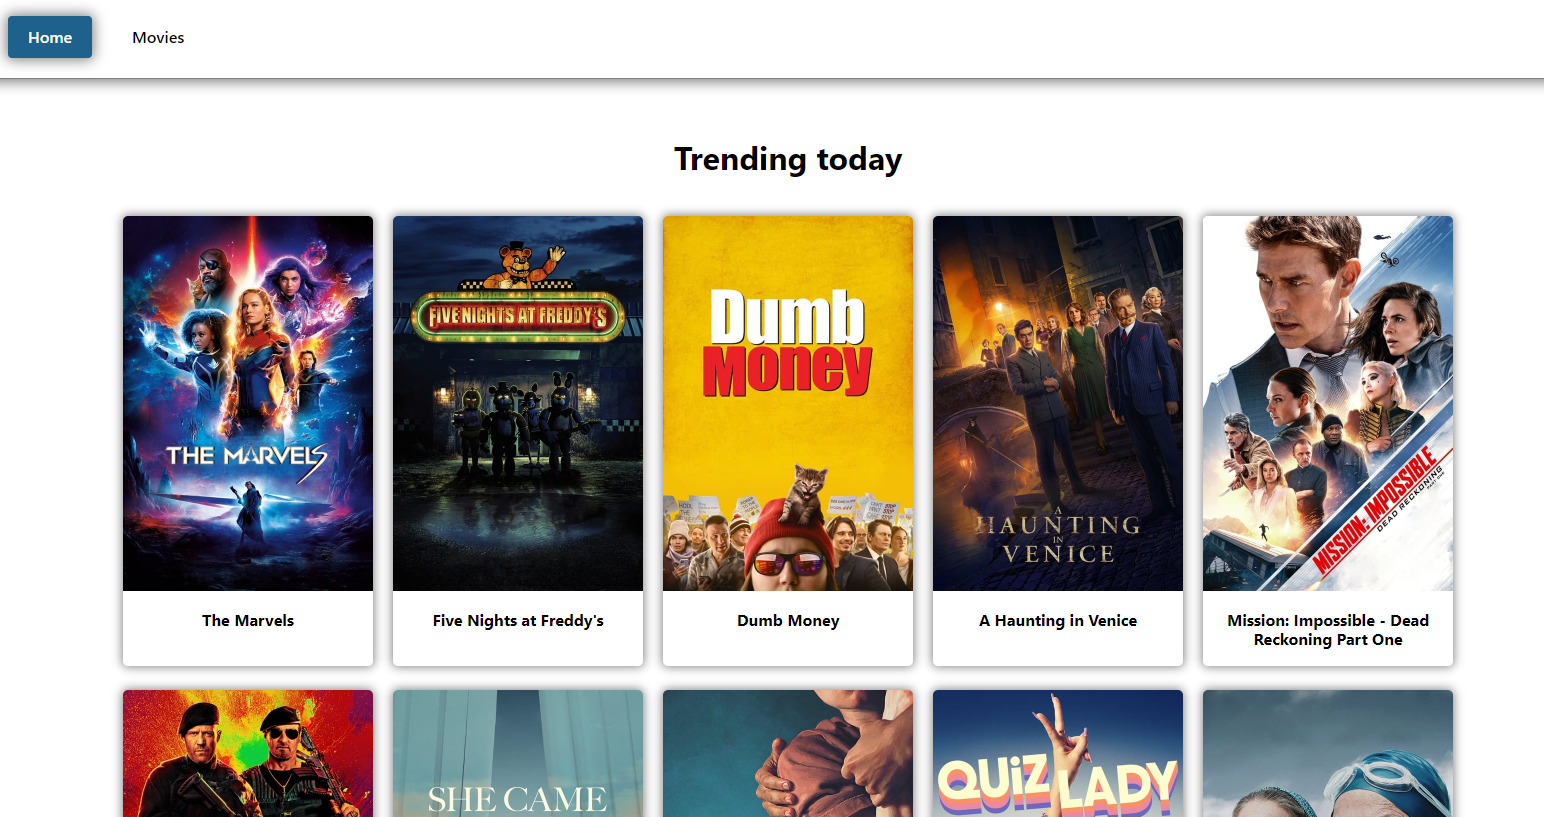 Home
Movies
Trending today
THE MARVELS
FIVE NIGHTS AT FREDDY'S
Dumb
Money
A
HAUNTING
IN
VENICE
MISSION: IMPOSSIBLE
DEAD RECKONING
PART ONE
The Marvels
Five Nights at Freddy's
Dumb Money
A Haunting in Venice
Mission: Impossible - Dead
Reckoning Part One
SHE CAME
QUiZ LADY